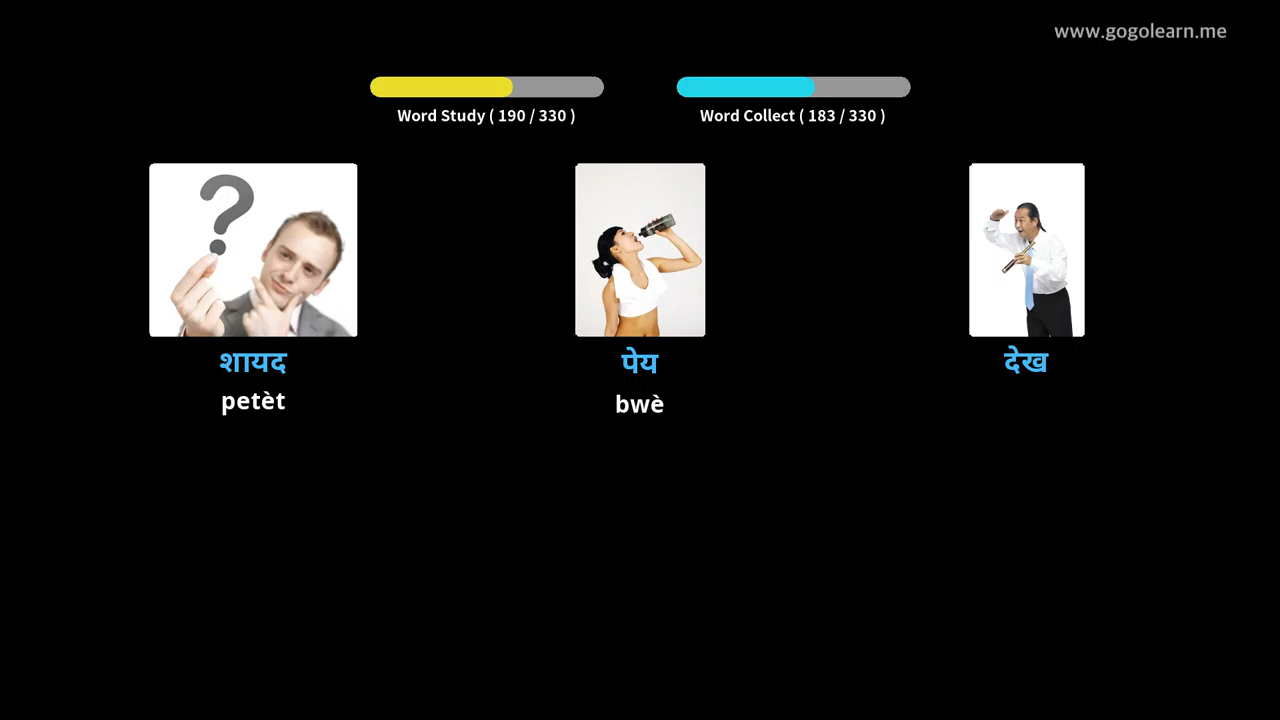 www.gogolearn.me
Word Study ( 190 / 330 )
Word Collect ( 183 / 330 )
शायद
पेय
देख
petèt
bwè